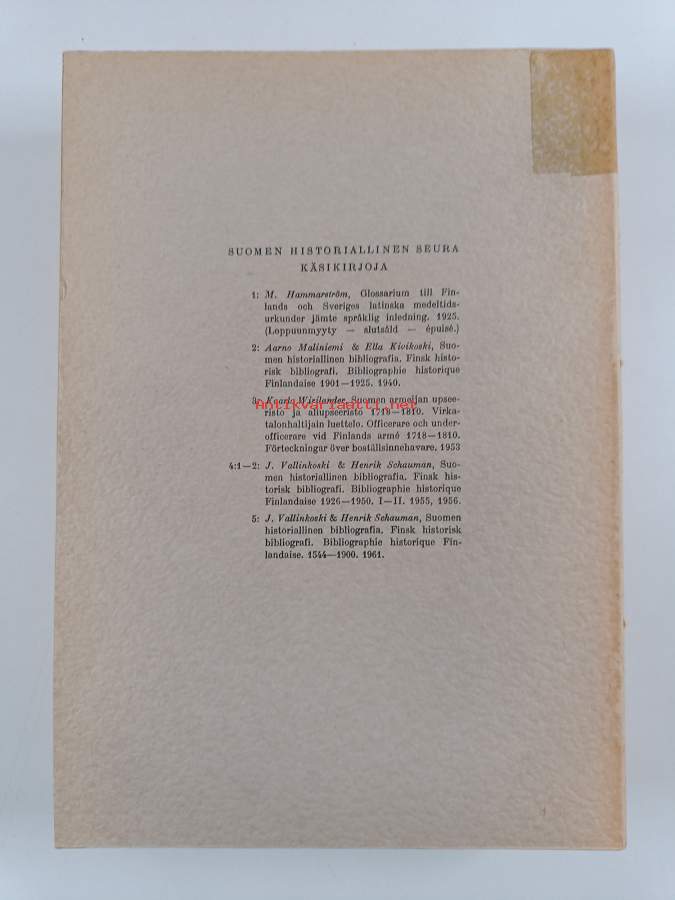 SUOMEN HISTORIALLINEN SEURA
KÄSIKIRJOJA
1: M. Hammarström, Glossarium till Fin-
lands och Sveriges latinska medeltids-
urkunder jämte språklig inledning. 1925.
(Loppuunmyyty — slutsåld — épuisé.)
2: Aarno Maliniemi & Ella Kivikoski, Suo-
men historiallinen bibliografia. Finsk histo-
risk bibliografi. Bibliographie historique
Finlandaise 1901—1925. 1940.
3: Kaarlo Wirilander, Suomen armeijan upsee-
Antikvariaatti.net
risto ja aliupseeristo 1718—1810. Virka-
talonhaltijain luettelo. Officerare och under-
officerare vid Finlands armé 1718—1810.
Förteckningar över boställsinnehavare. 1953
4:1—2: J. Vallinkoski & Henrik Schauman, Suo-
men historiallinen bibliografia. Finsk his-
torisk bibliografi. Bibliographie historique
Finlandaise 1926—1950. I—II. 1955, 1956.
5: J. Vallinkoski & Henrik Schauman, Suomen
historiallinen bibliografia. Finsk historisk
bibliografi. Bibliographie historique Fin-
landaise. 1544—1900. 1961.